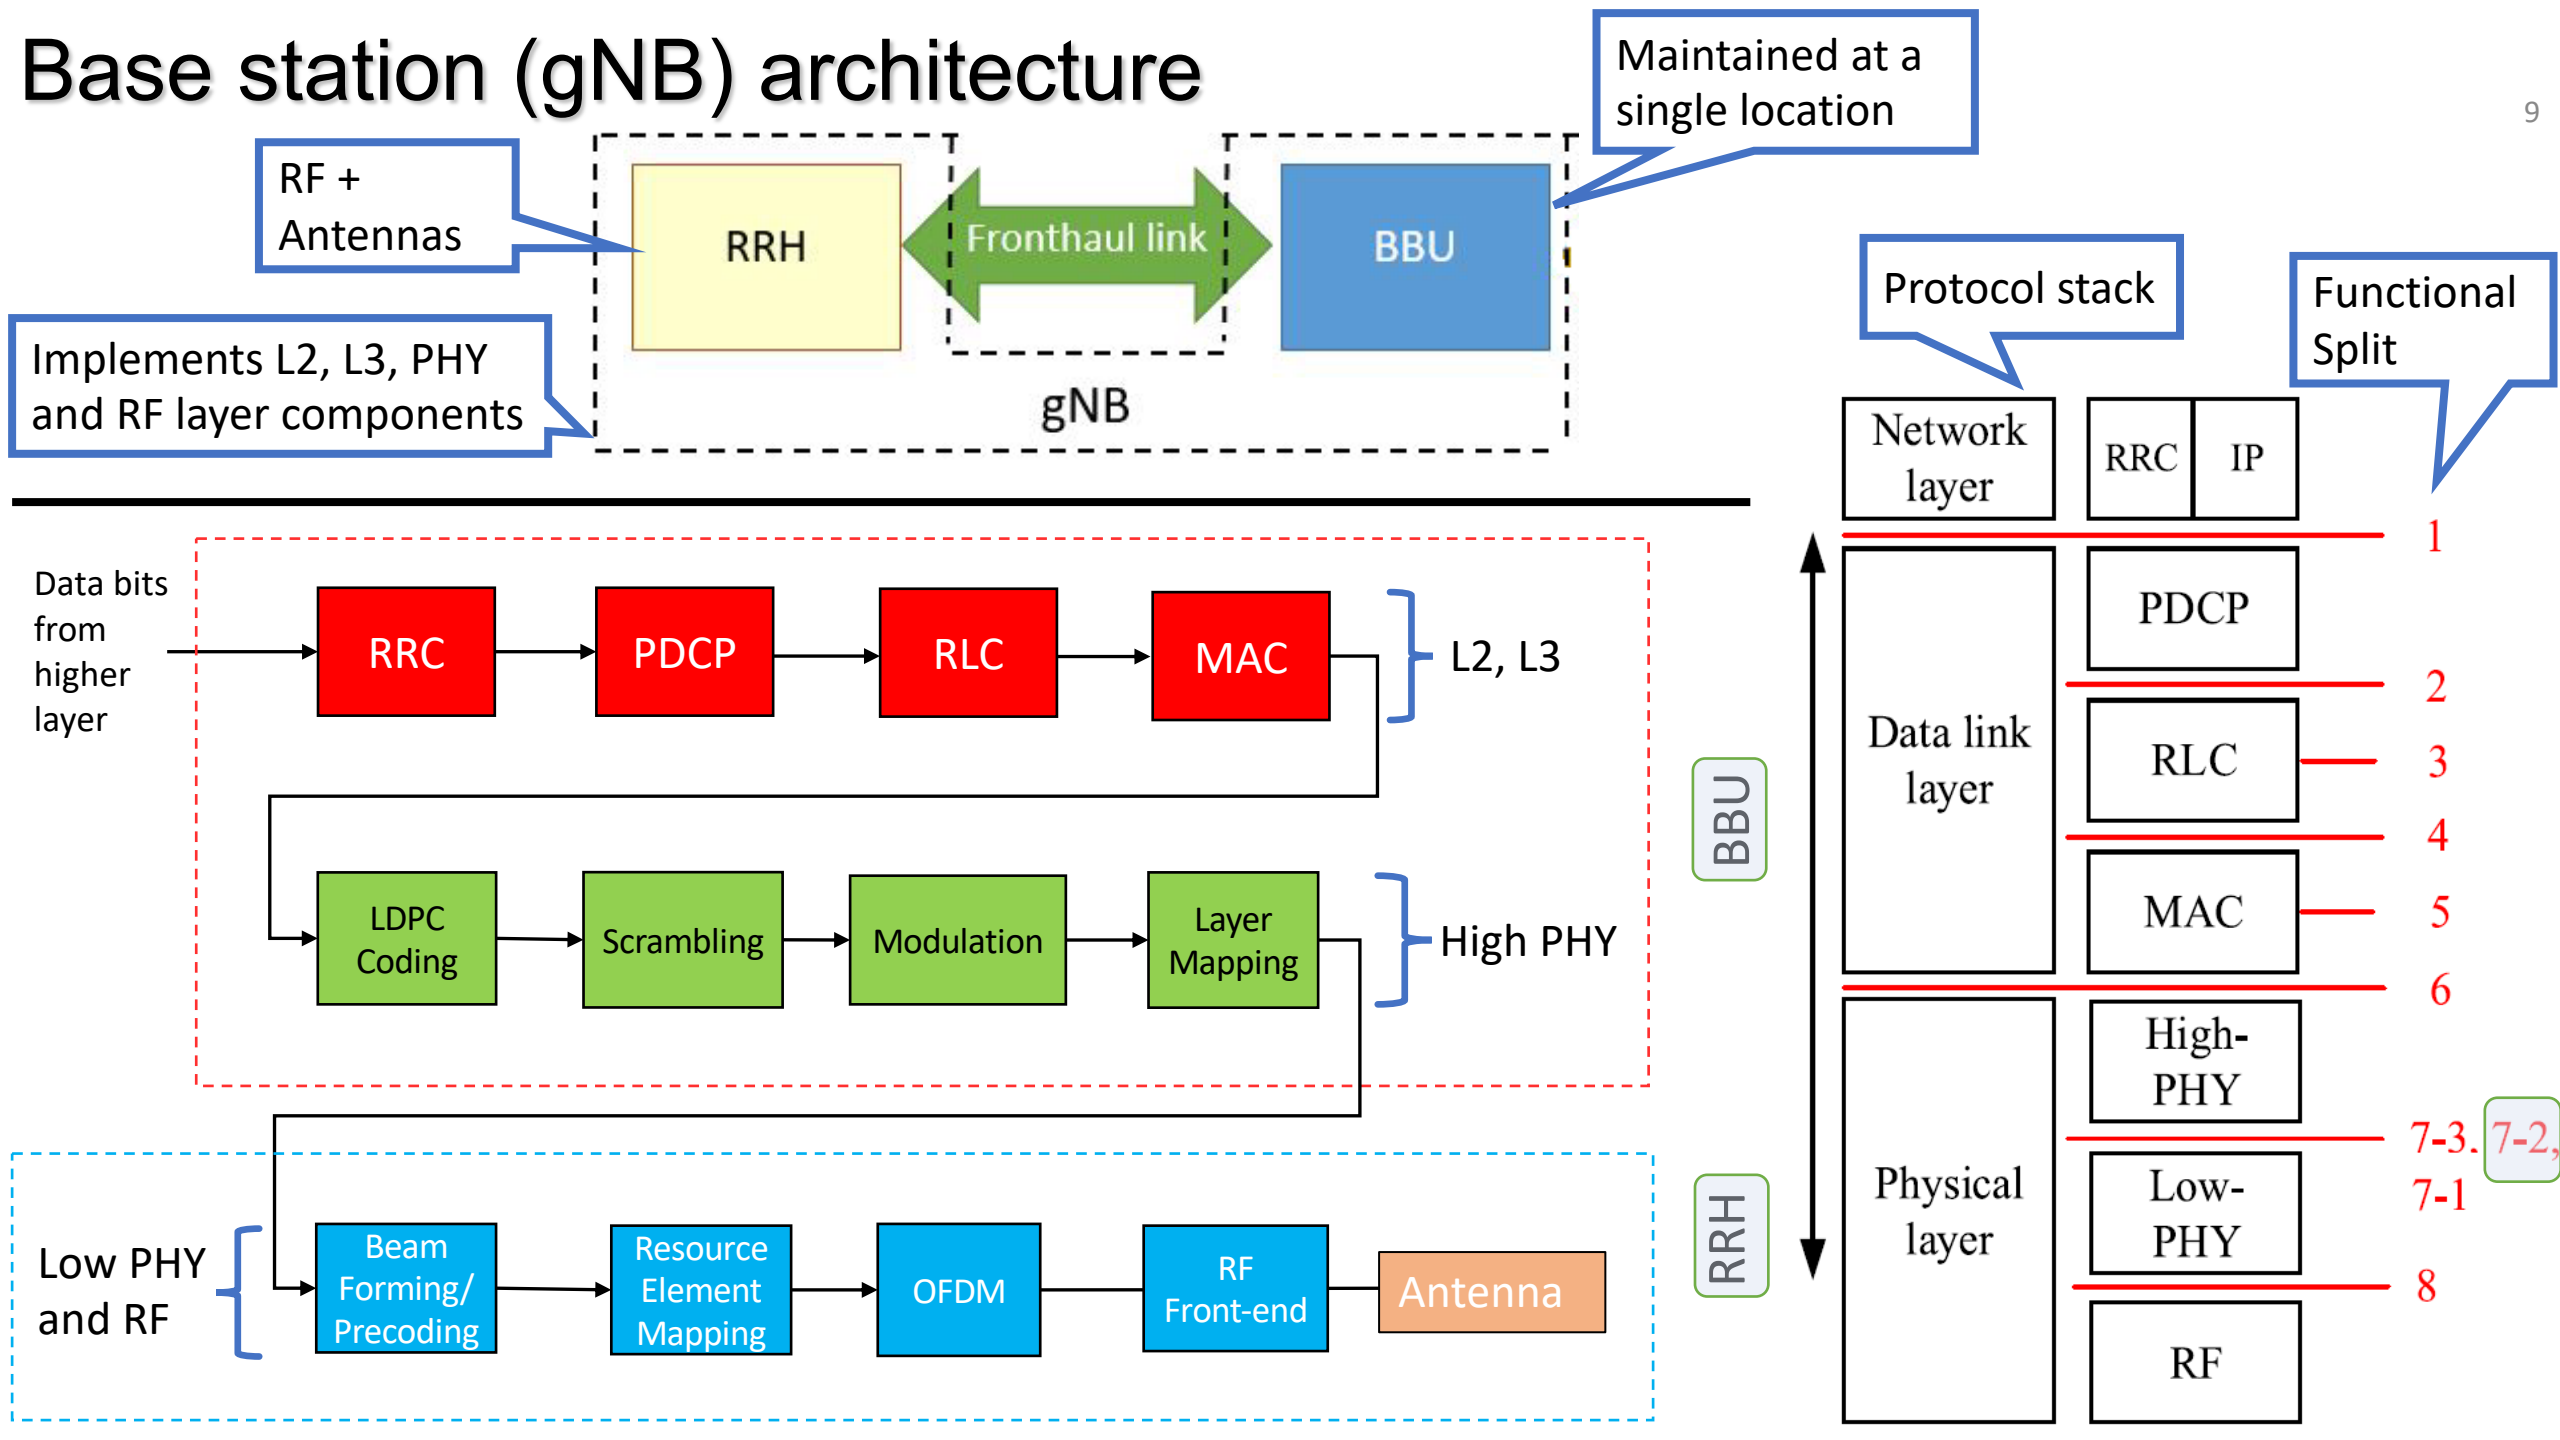 Base station (gNB) architecture
Maintained at a
single location
9
RF +
Antennas
RRH
Fronthaul link
BBU
Implements L2, L3, PHY
and RF layer components
gNB
Protocol stack
Functional
Split
Network
layer
RRC
IP
1
Data link
layer
PDCP
2
RLC
3
4
MAC
5
6
Physical
layer
High-
PHY
7-3, 7-2,
7-1
Low-
PHY
8
RF
BBU
RRH
Data bits
from
higher
layer
RRC
PDCP
RLC
MAC
L2, L3
LDPC
Coding
Scrambling
Modulation
Layer
Mapping
High PHY
Low PHY
and RF
Beam
Forming/
Precoding
Resource
Element
Mapping
OFDM
RF
Front-end
Antenna